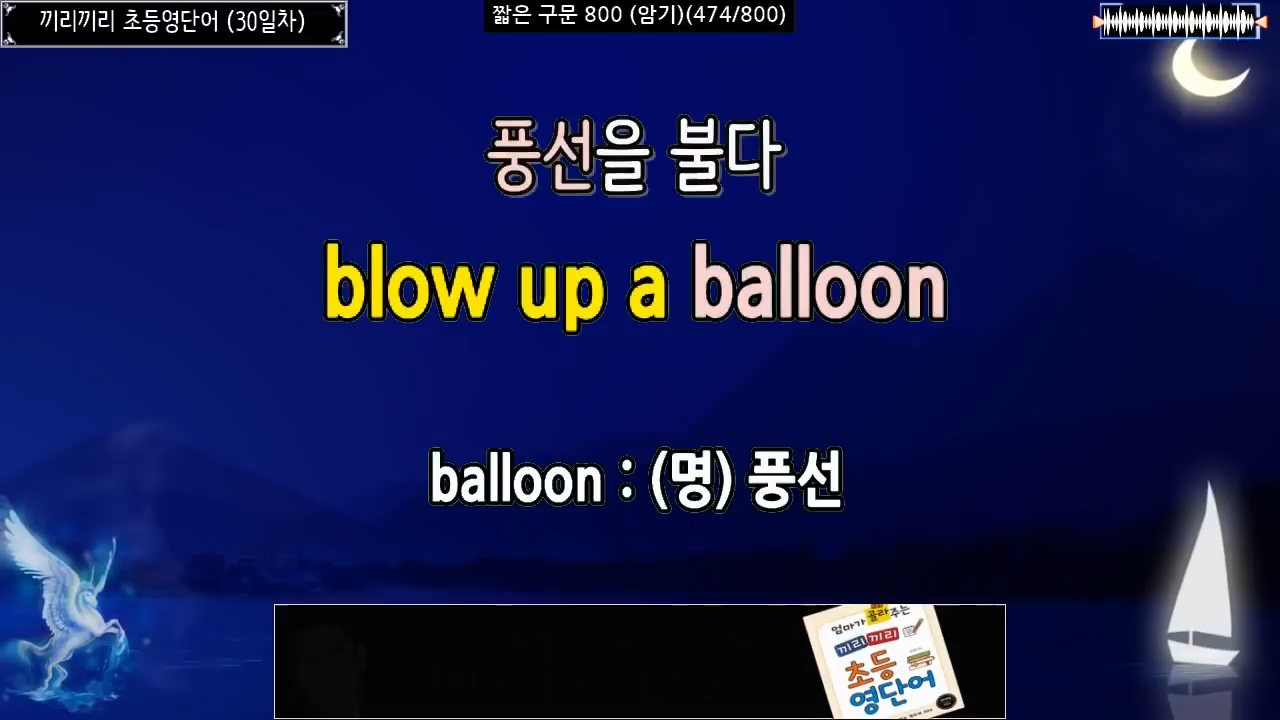 끼리끼리 초등영단어 (30일차)
짧은 구문 800 (암기)(474/800)
풍선을 불다
blow up a balloon
balloon : (명) 풍선
엄마가 골라주는
끼리끼리
초등
영단어